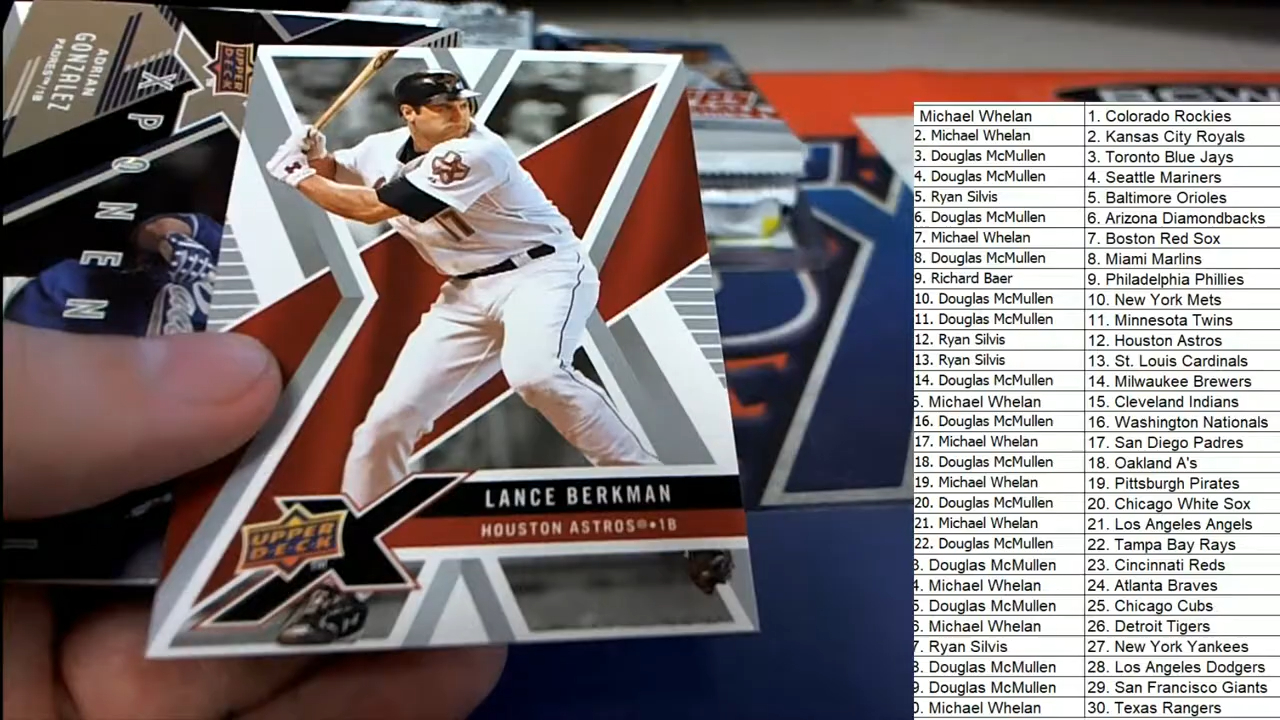 ADRIAN
GONZALEZ
PADRES • 1B
UPPER
DECK
X
P
O
N
E
N
11
LANCE BERKMAN
HOUSTON ASTROS • 1B
UPPER
DECK
X
BCW
Michael Whelan 1. Colorado Rockies
2. Michael Whelan 2. Kansas City Royals
3. Douglas McMullen 3. Toronto Blue Jays
4. Douglas McMullen 4. Seattle Mariners
5. Ryan Silvis 5. Baltimore Orioles
6. Douglas McMullen 6. Arizona Diamondbacks
7. Michael Whelan 7. Boston Red Sox
8. Douglas McMullen 8. Miami Marlins
9. Richard Baer 9. Philadelphia Phillies
10. Douglas McMullen 10. New York Mets
11. Douglas McMullen 11. Minnesota Twins
12. Ryan Silvis 12. Houston Astros
13. Ryan Silvis 13. St. Louis Cardinals
14. Douglas McMullen 14. Milwaukee Brewers
5. Michael Whelan 15. Cleveland Indians
16. Douglas McMullen 16. Washington Nationals
17. Michael Whelan 17. San Diego Padres
18. Douglas McMullen 18. Oakland A's
19. Michael Whelan 19. Pittsburgh Pirates
20. Douglas McMullen 20. Chicago White Sox
21. Michael Whelan 21. Los Angeles Angels
22. Douglas McMullen 22. Tampa Bay Rays
3. Douglas McMullen 23. Cincinnati Reds
4. Michael Whelan 24. Atlanta Braves
5. Douglas McMullen 25. Chicago Cubs
6. Michael Whelan 26. Detroit Tigers
7. Ryan Silvis 27. New York Yankees
8. Douglas McMullen 28. Los Angeles Dodgers
9. Douglas McMullen 29. San Francisco Giants
0. Michael Whelan 30. Texas Rangers